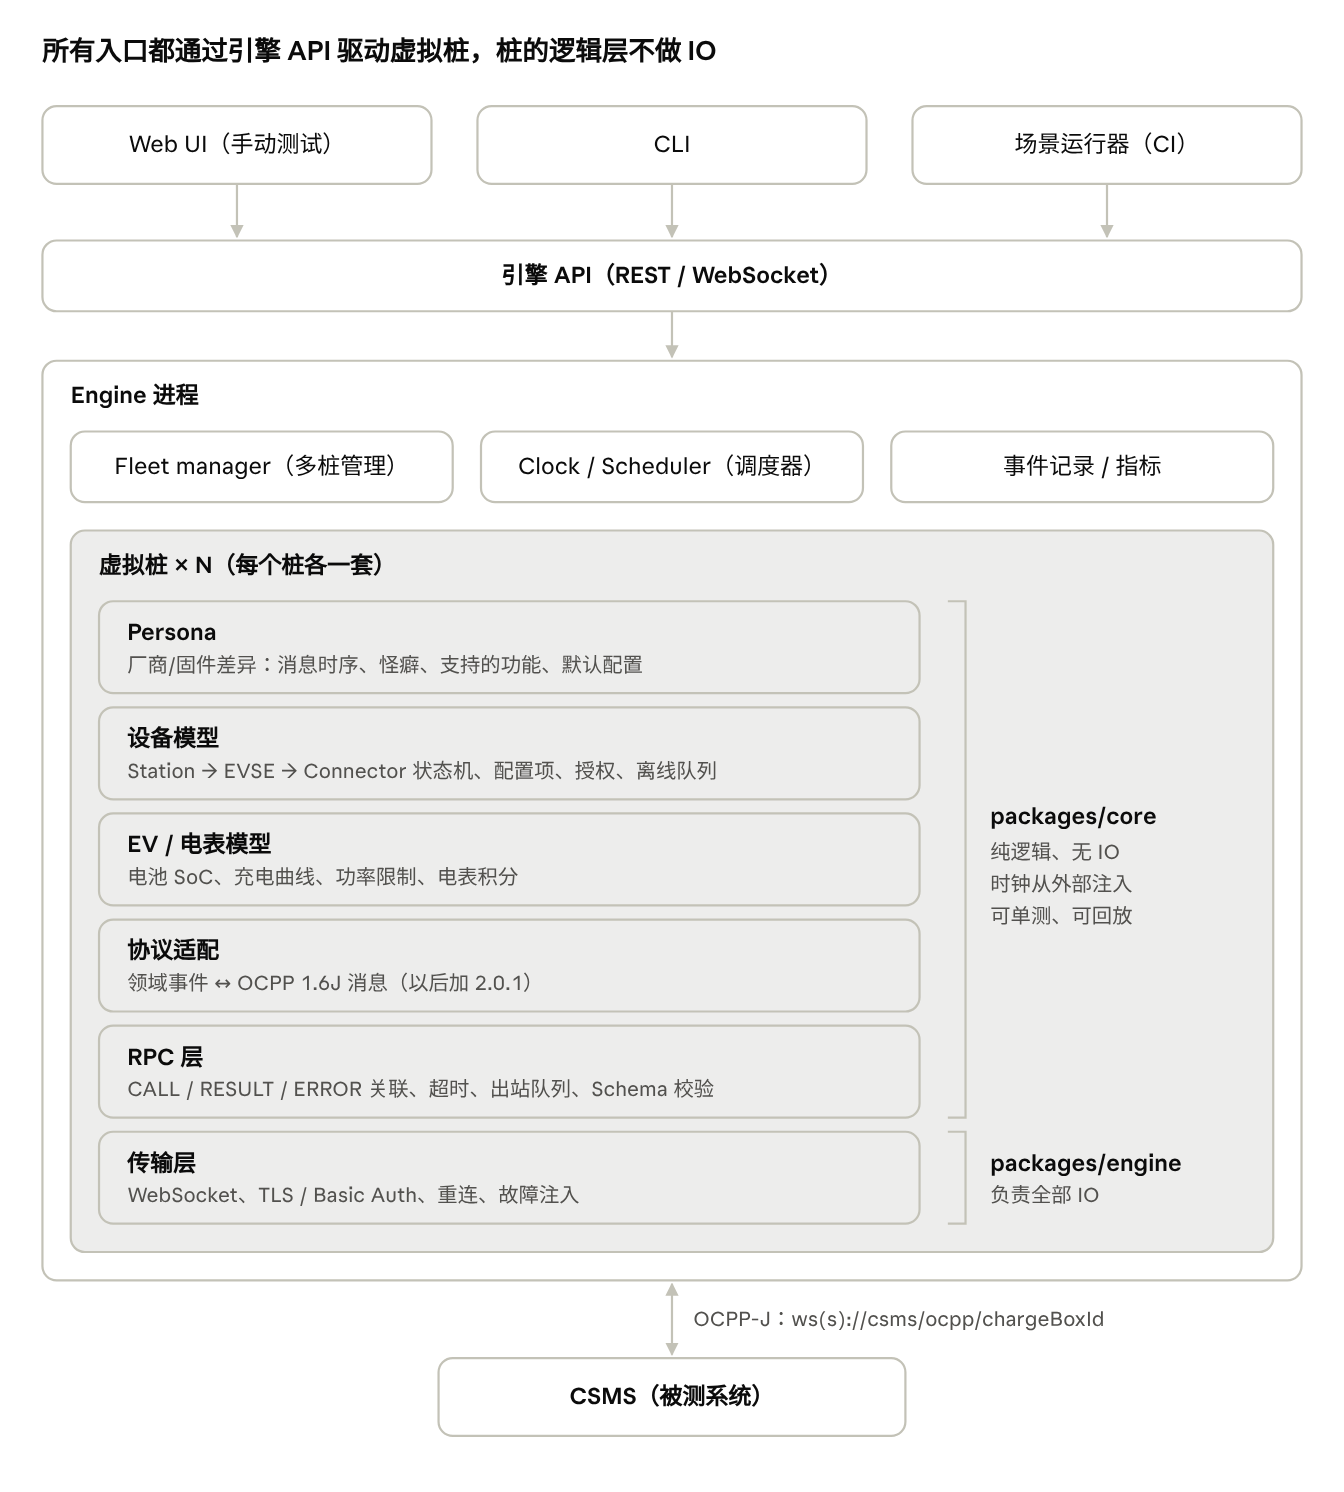 所有入口都通过引擎 API 驱动虚拟桩，桩的逻辑层不做 IO
Web UI（手动测试）
CLI
场景运行器（CI）
引擎 API（REST / WebSocket）
Engine 进程
Fleet manager（多桩管理）
Clock / Scheduler（调度器）
事件记录 / 指标
虚拟桩 × N（每个桩各一套）
Persona
厂商/固件差异：消息时序、怪癖、支持的功能、默认配置
设备模型
Station → EVSE → Connector 状态机、配置项、授权、离线队列
EV / 电表模型
电池 SoC、充电曲线、功率限制、电表积分
协议适配
领域事件 ↔ OCPP 1.6J 消息（以后加 2.0.1）
RPC 层
CALL / RESULT / ERROR 关联、超时、出站队列、Schema 校验
packages/core
纯逻辑、无 IO
时钟从外部注入
可单测、可回放
传输层
WebSocket、TLS / Basic Auth、重连、故障注入
packages/engine
负责全部 IO
OCPP-J：ws(s)://csms/ocpp/chargeBoxId
CSMS（被测系统）